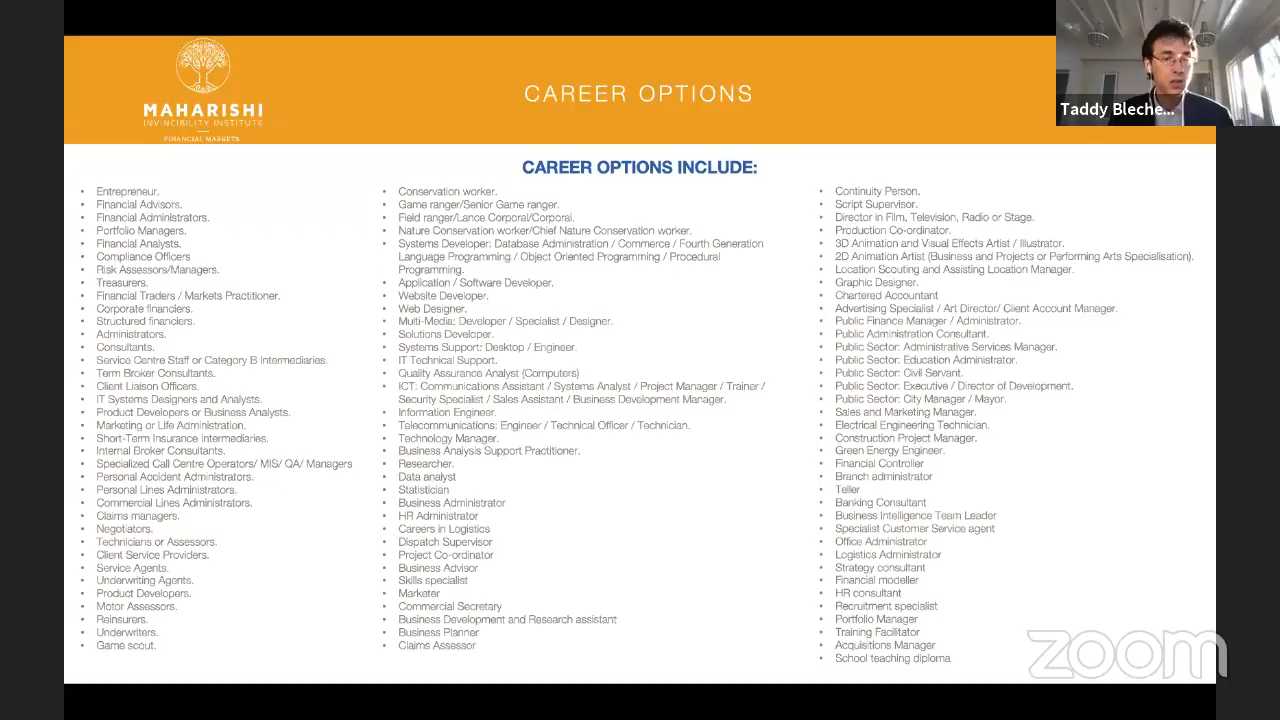 MAHARISHI
INVINCIBILITY INSTITUTE
FINANCIAL MARKETS
CAREER OPTIONS
Taddy Bleche...
CAREER OPTIONS INCLUDE:
• Entrepreneur.
• Financial Advisors.
• Financial Administrators.
• Portfolio Managers.
• Financial Analysts.
• Compliance Officers
• Risk Assessors/Managers.
• Treasurers.
• Financial Traders / Markets Practitioner.
• Corporate financiers.
• Structured financiers.
• Administrators.
• Consultants.
• Service Centre Staff or Category B Intermediaries.
• Term Broker Consultants.
• Client Liaison Officers.
• IT Systems Designers and Analysts.
• Product Developers or Business Analysts.
• Marketing or Life Administration.
• Short-Term Insurance Intermediaries.
• Internal Broker Consultants.
• Specialized Call Centre Operators/ MIS/ QA/ Managers
• Personal Accident Administrators.
• Personal Lines Administrators.
• Commercial Lines Administrators.
• Claims managers.
• Negotiators.
• Technicians or Assessors.
• Client Service Providers.
• Service Agents.
• Underwriting Agents.
• Product Developers.
• Motor Assessors.
• Reinsurers.
• Underwriters.
• Game scout.
• Conservation worker.
• Game ranger/Senior Game ranger.
• Field ranger/Lance Corporal/Corporal.
• Nature Conservation worker/Chief Nature Conservation worker.
• Systems Developer: Database Administration / Commerce / Fourth Generation
Language Programming / Object Oriented Programming / Procedural
Programming.
• Application / Software Developer.
• Website Developer.
• Web Designer.
• Multi-Media: Developer / Specialist / Designer.
• Solutions Developer.
• Systems Support: Desktop / Engineer.
• IT Technical Support.
• Quality Assurance Analyst (Computers)
• ICT: Communications Assistant / Systems Analyst / Project Manager / Trainer /
Security Specialist / Sales Assistant / Business Development Manager.
• Information Engineer.
• Telecommunications: Engineer / Technical Officer / Technician.
• Technology Manager.
• Business Analysis Support Practitioner.
• Researcher.
• Data analyst
• Statistician
• Business Administrator
• HR Administrator
• Careers in Logistics
• Dispatch Supervisor
• Project Co-ordinator
• Business Advisor
• Skills specialist
• Marketer
• Commercial Secretary
• Business Development and Research assistant
• Business Planner
• Claims Assessor
• Continuity Person.
• Script Supervisor.
• Director in Film, Television, Radio or Stage.
• Production Co-ordinator.
• 3D Animation and Visual Effects Artist / Illustrator.
• 2D Animation Artist (Business and Projects or Performing Arts Specialisation).
• Location Scouting and Assisting Location Manager.
• Graphic Designer.
• Chartered Accountant
• Advertising Specialist / Art Director/ Client Account Manager.
• Public Finance Manager / Administrator.
• Public Administration Consultant.
• Public Sector: Administrative Services Manager.
• Public Sector: Education Administrator.
• Public Sector: Civil Servant.
• Public Sector: Executive / Director of Development.
• Public Sector: City Manager / Mayor.
• Sales and Marketing Manager.
• Electrical Engineering Technician.
• Construction Project Manager.
• Green Energy Engineer.
• Financial Controller
• Branch administrator
• Teller
• Banking Consultant
• Business Intelligence Team Leader
• Specialist Customer Service agent
• Office Administrator
• Logistics Administrator
• Strategy consultant
• Financial modeller
• HR consultant
• Recruitment specialist
• Portfolio Manager
• Training Facilitator
• Acquisitions Manager
• School teaching diploma
zoom